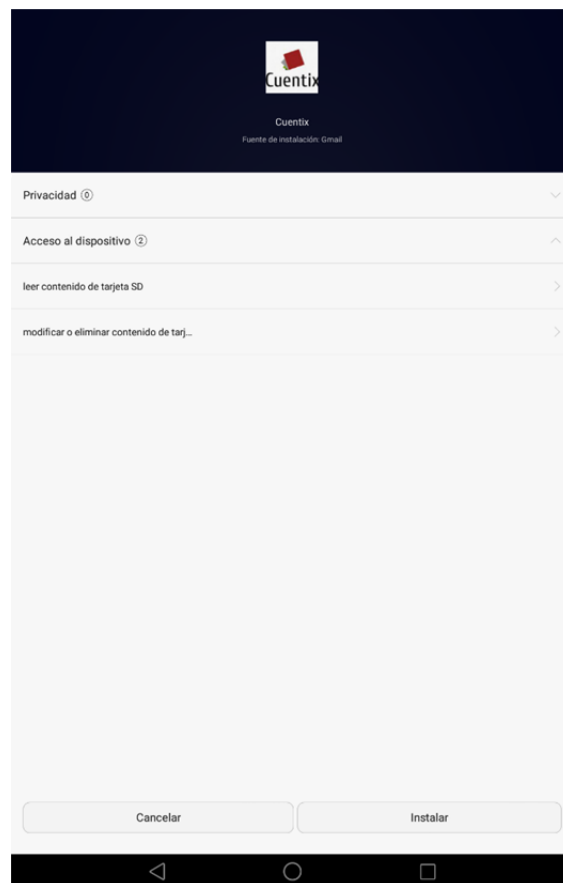 Cuentix
Cuentix
Fuente de instalación: Gmail
Privacidad 0
Acceso al dispositivo 2
leer contenido de tarjeta SD
modificar o eliminar contenido de tarj...
Cancelar
Instalar